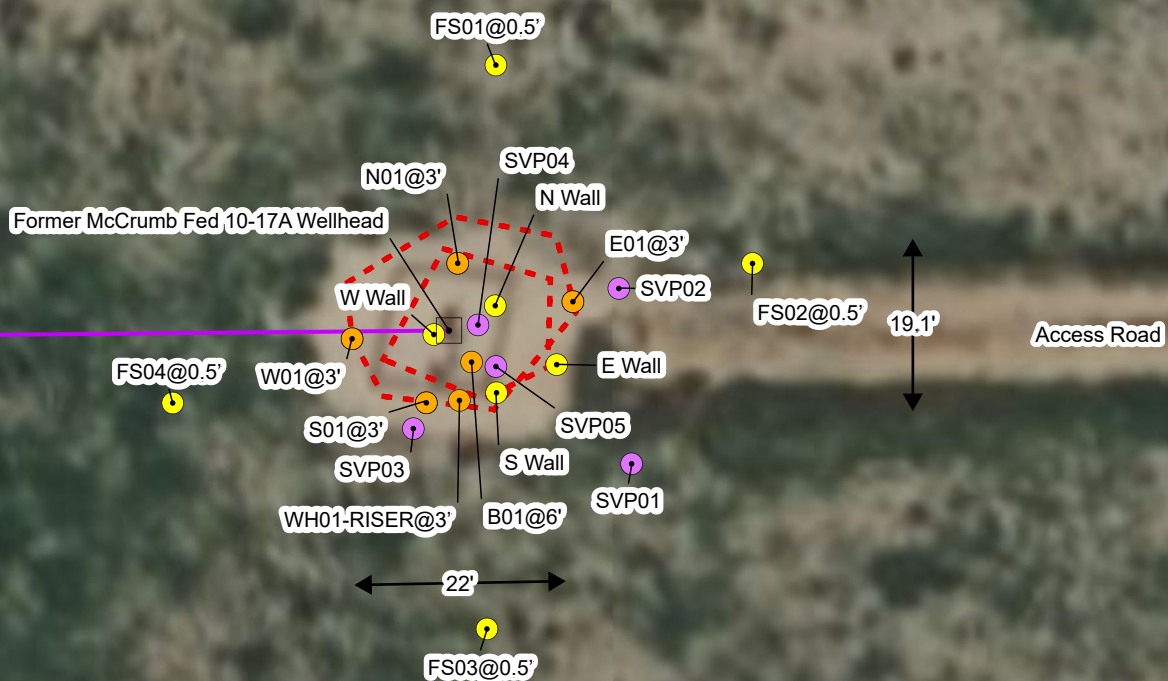 FS01@0.5’
SVP04
N01@3'
N Wall
Former McCrumb Fed 10-17A Wellhead
E01@3'
W Wall
SVP02
FS02@0.5’
19.1'
Access Road
FS04@0.5’
W01@3'
E Wall
S01@3'
SVP05
SVP03
S Wall
SVP01
WH01-RISER@3’
B01@6'
22'
FS03@0.5’